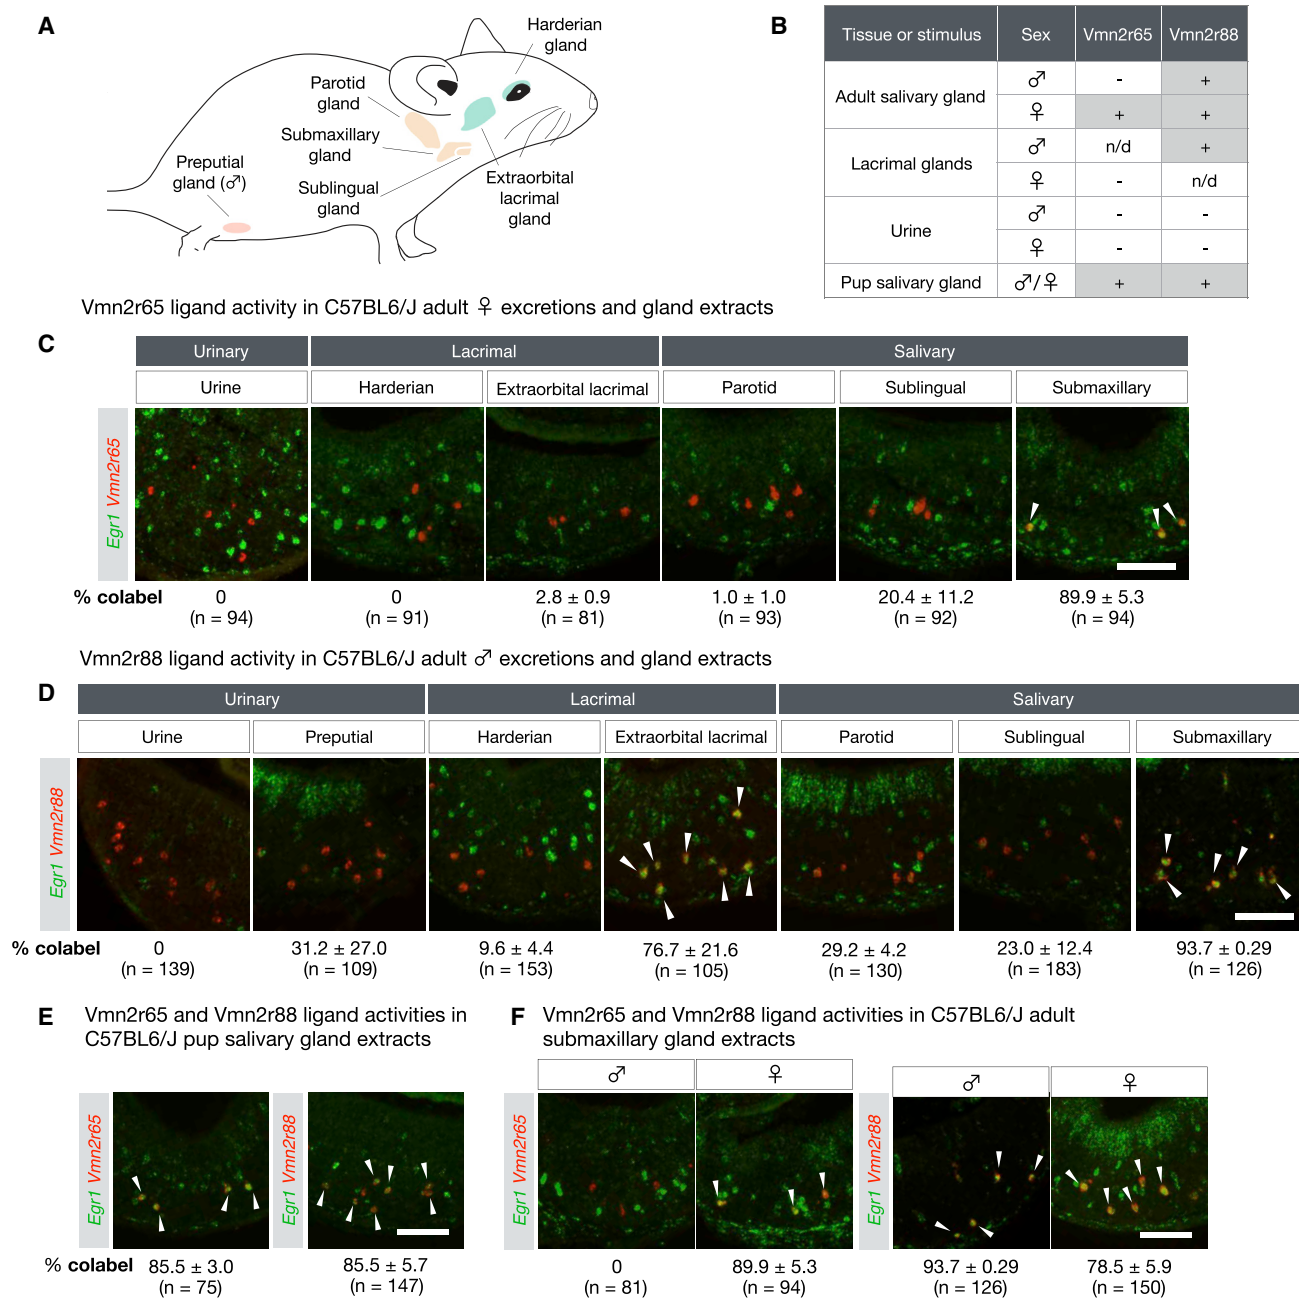 A
Harderian
gland
Parotid
gland
Submaxillary
gland
Preputial
gland (♂)
Sublingual
gland
Extraorbital
lacrimal
gland
B
Tissue or stimulus Sex Vmn2r65 Vmn2r88
Adult salivary gland ♂ - +
♀ + +
Lacrimal glands ♂ n/d +
♀ - n/d
Urine ♂ - -
♀ - -
Pup salivary gland ♂/♀ + +
Vmn2r65 ligand activity in C57BL6/J adult ♀ excretions and gland extracts
C
Urinary Lacrimal Salivary
Urine Harderian Extraorbital lacrimal Parotid Sublingual Submaxillary
Egr1 Vmn2r65
% colabel 0 0 2.8 ± 0.9 1.0 ± 1.0 20.4 ± 11.2 89.9 ± 5.3
(n = 94) (n = 91) (n = 81) (n = 93) (n = 92) (n = 94)
Vmn2r88 ligand activity in C57BL6/J adult ♂ excretions and gland extracts
D
Urinary Lacrimal Salivary
Urine Preputial Harderian Extraorbital lacrimal Parotid Sublingual Submaxillary
Egr1 Vmn2r88
% colabel 0 31.2 ± 27.0 9.6 ± 4.4 76.7 ± 21.6 29.2 ± 4.2 23.0 ± 12.4 93.7 ± 0.29
(n = 139) (n = 109) (n = 153) (n = 105) (n = 130) (n = 183) (n = 126)
E Vmn2r65 and Vmn2r88 ligand activities in
C57BL6/J pup salivary gland extracts
Egr1 Vmn2r65
Egr1 Vmn2r88
% colabel 85.5 ± 3.0 85.5 ± 5.7
(n = 75) (n = 147)
F Vmn2r65 and Vmn2r88 ligand activities in C57BL6/J adult
submaxillary gland extracts
♂ ♀ ♂ ♀
Egr1 Vmn2r65
Egr1 Vmn2r88
0 89.9 ± 5.3 93.7 ± 0.29 78.5 ± 5.9
(n = 81) (n = 94) (n = 126) (n = 150)